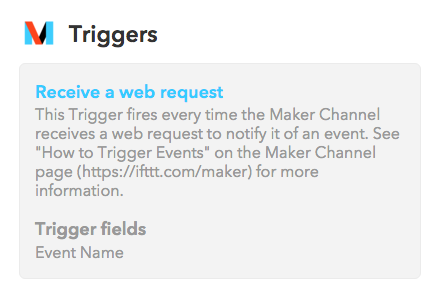 Triggers
Receive a web request
This Trigger fires every time the Maker Channel
receives a web request to notify it of an event. See
"How to Trigger Events" on the Maker Channel
page (https://ifttt.com/maker) for more
information.
Trigger fields
Event Name